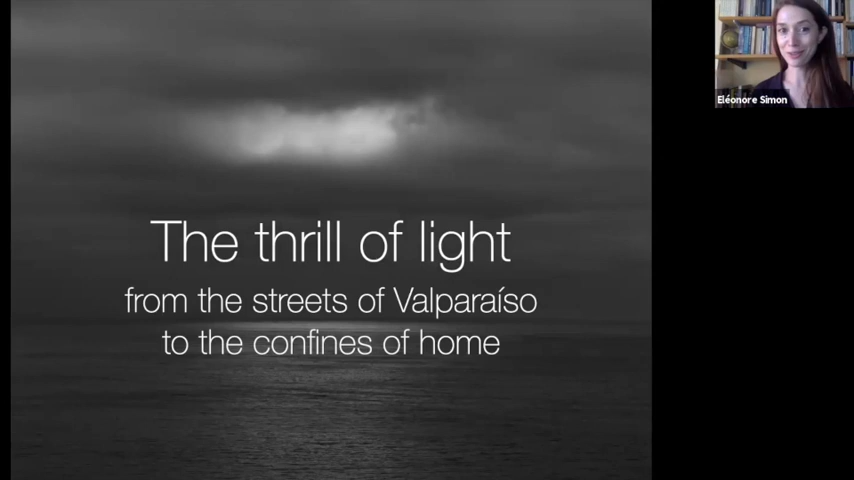 The thrill of light
from the streets of Valparaíso
to the confines of home
Eléonore Simon